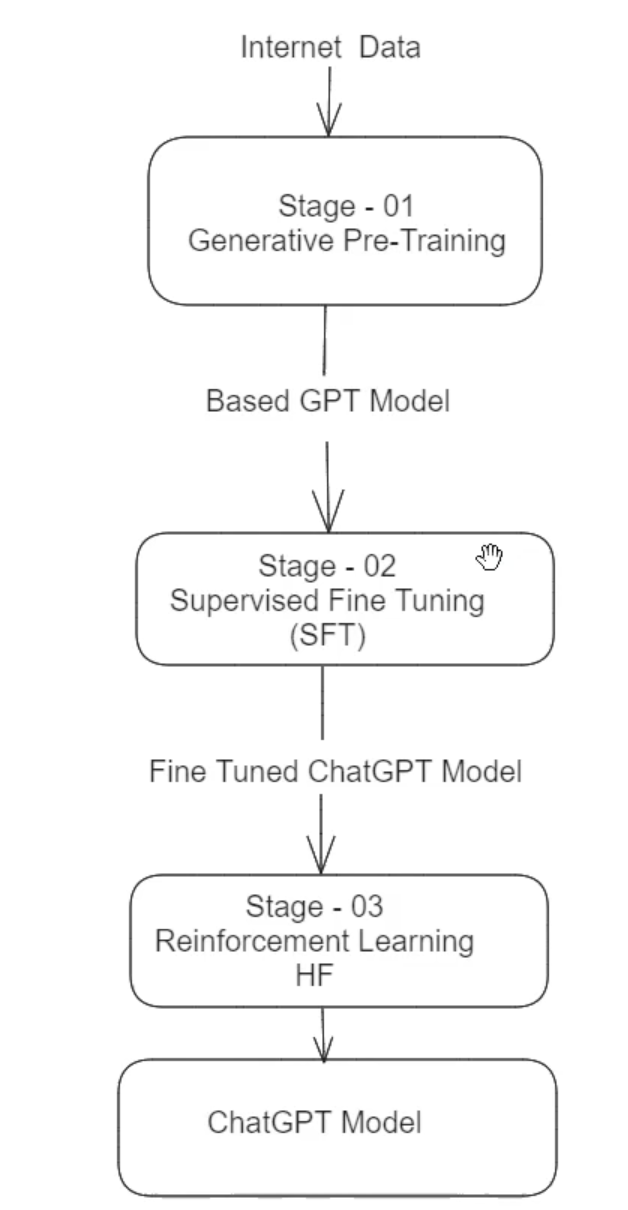 Internet Data
Stage - 01
Generative Pre-Training
Based GPT Model
Stage - 02
Supervised Fine Tuning
(SFT)
Fine Tuned ChatGPT Model
Stage - 03
Reinforcement Learning
HF
ChatGPT Model